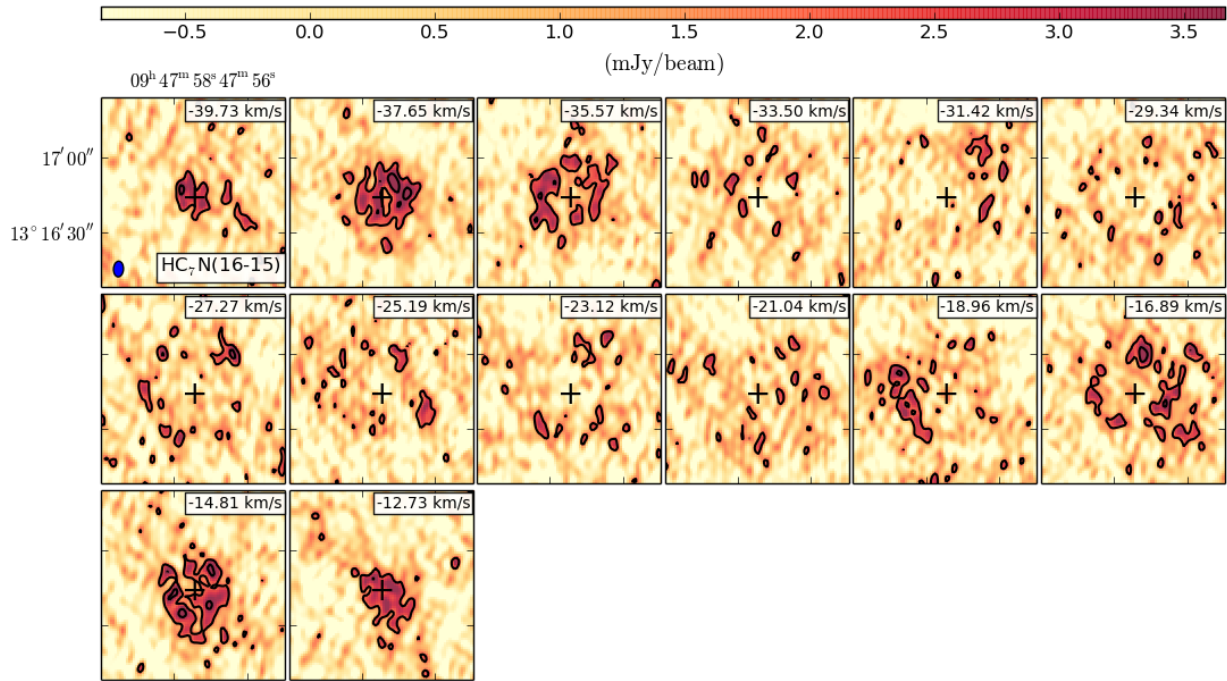 −0.5 0.0 0.5 1.0 1.5 2.0 2.5 3.0 3.5
(mJy/beam)
09ʰ 47ᵐ 58ˢ 47ᵐ 56ˢ
-39.73 km/s -37.65 km/s -35.57 km/s -33.50 km/s -31.42 km/s -29.34 km/s
17′00″
13° 16′30″
HC₇N(16-15)
-27.27 km/s -25.19 km/s -23.12 km/s -21.04 km/s -18.96 km/s -16.89 km/s
-14.81 km/s -12.73 km/s